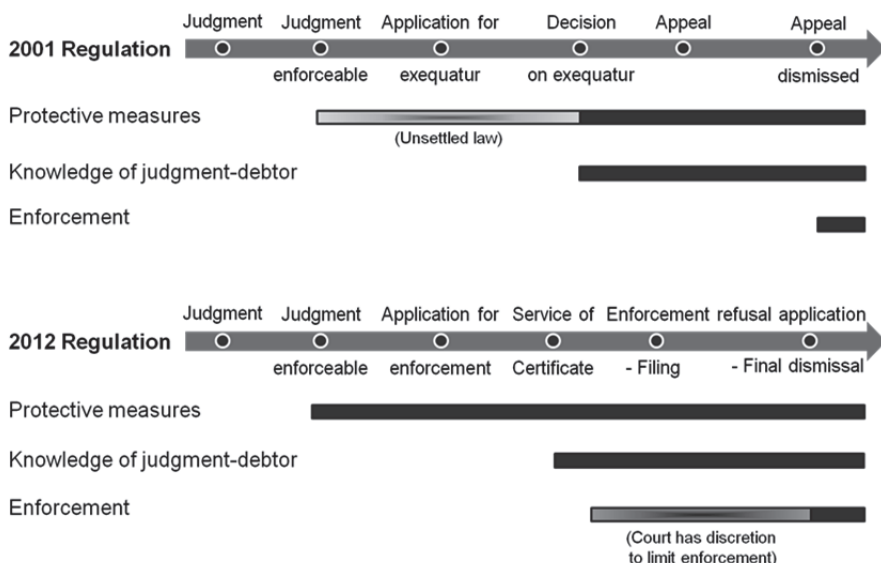 Judgment Judgment Application for Decision Appeal Appeal
2001 Regulation
enforceable exequatur on exequatur dismissed
Protective measures
(Unsettled law)
Knowledge of judgment-debtor
Enforcement
Judgment Judgment Application for Service of Enforcement refusal application
2012 Regulation
enforceable enforcement Certificate - Filing - Final dismissal
Protective measures
Knowledge of judgment-debtor
Enforcement
(Court has discretion
to limit enforcement)